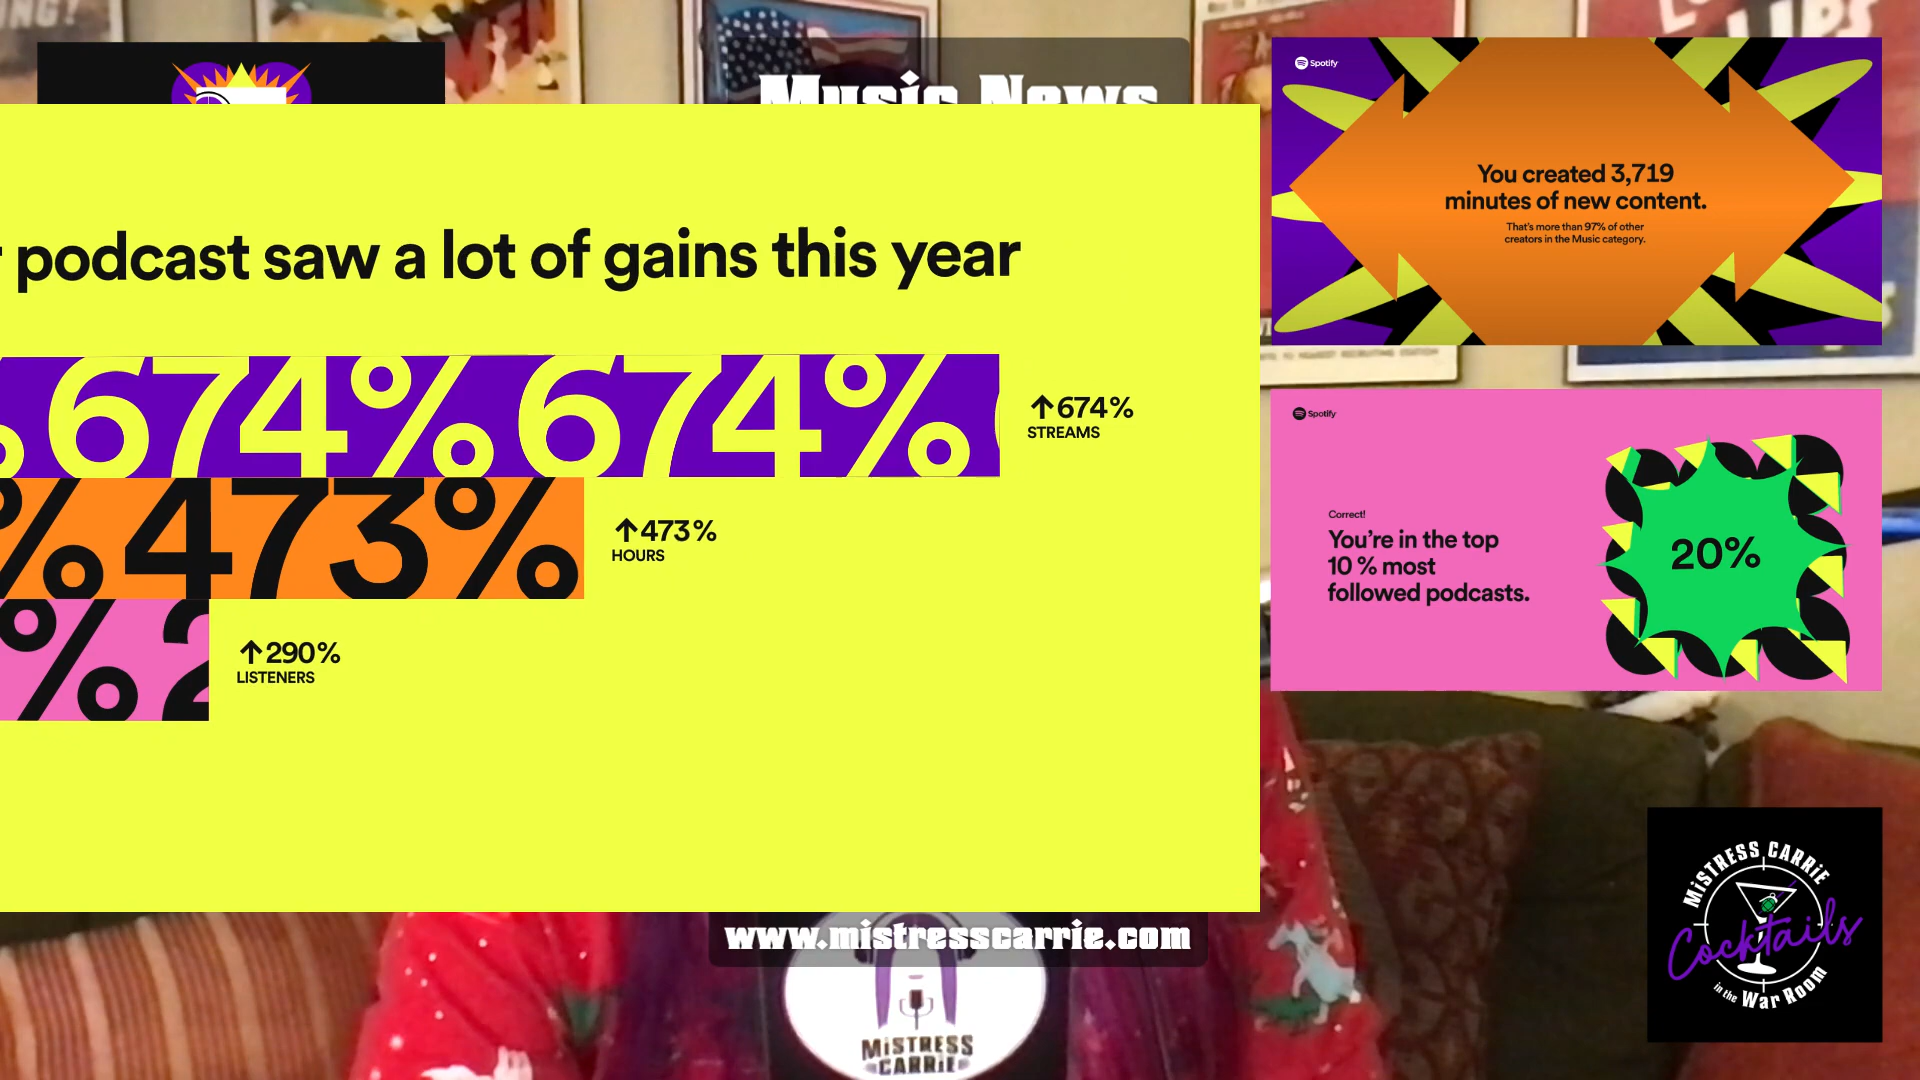 Music News
podcast saw a lot of gains this year
674% 674%
↑674%
STREAMS
% 473%
↑473%
HOURS
% 2
↑290%
LISTENERS
Spotify
You created 3,719
minutes of new content.
That's more than 97% of other
creators in the Music category.
Spotify
Correct!
You're in the top
10 % most
followed podcasts.
20%
www.mistresscarrie.com
MiSTRESS
CARRiE
MiSTRESS CARRiE
Cocktails
in the War Room